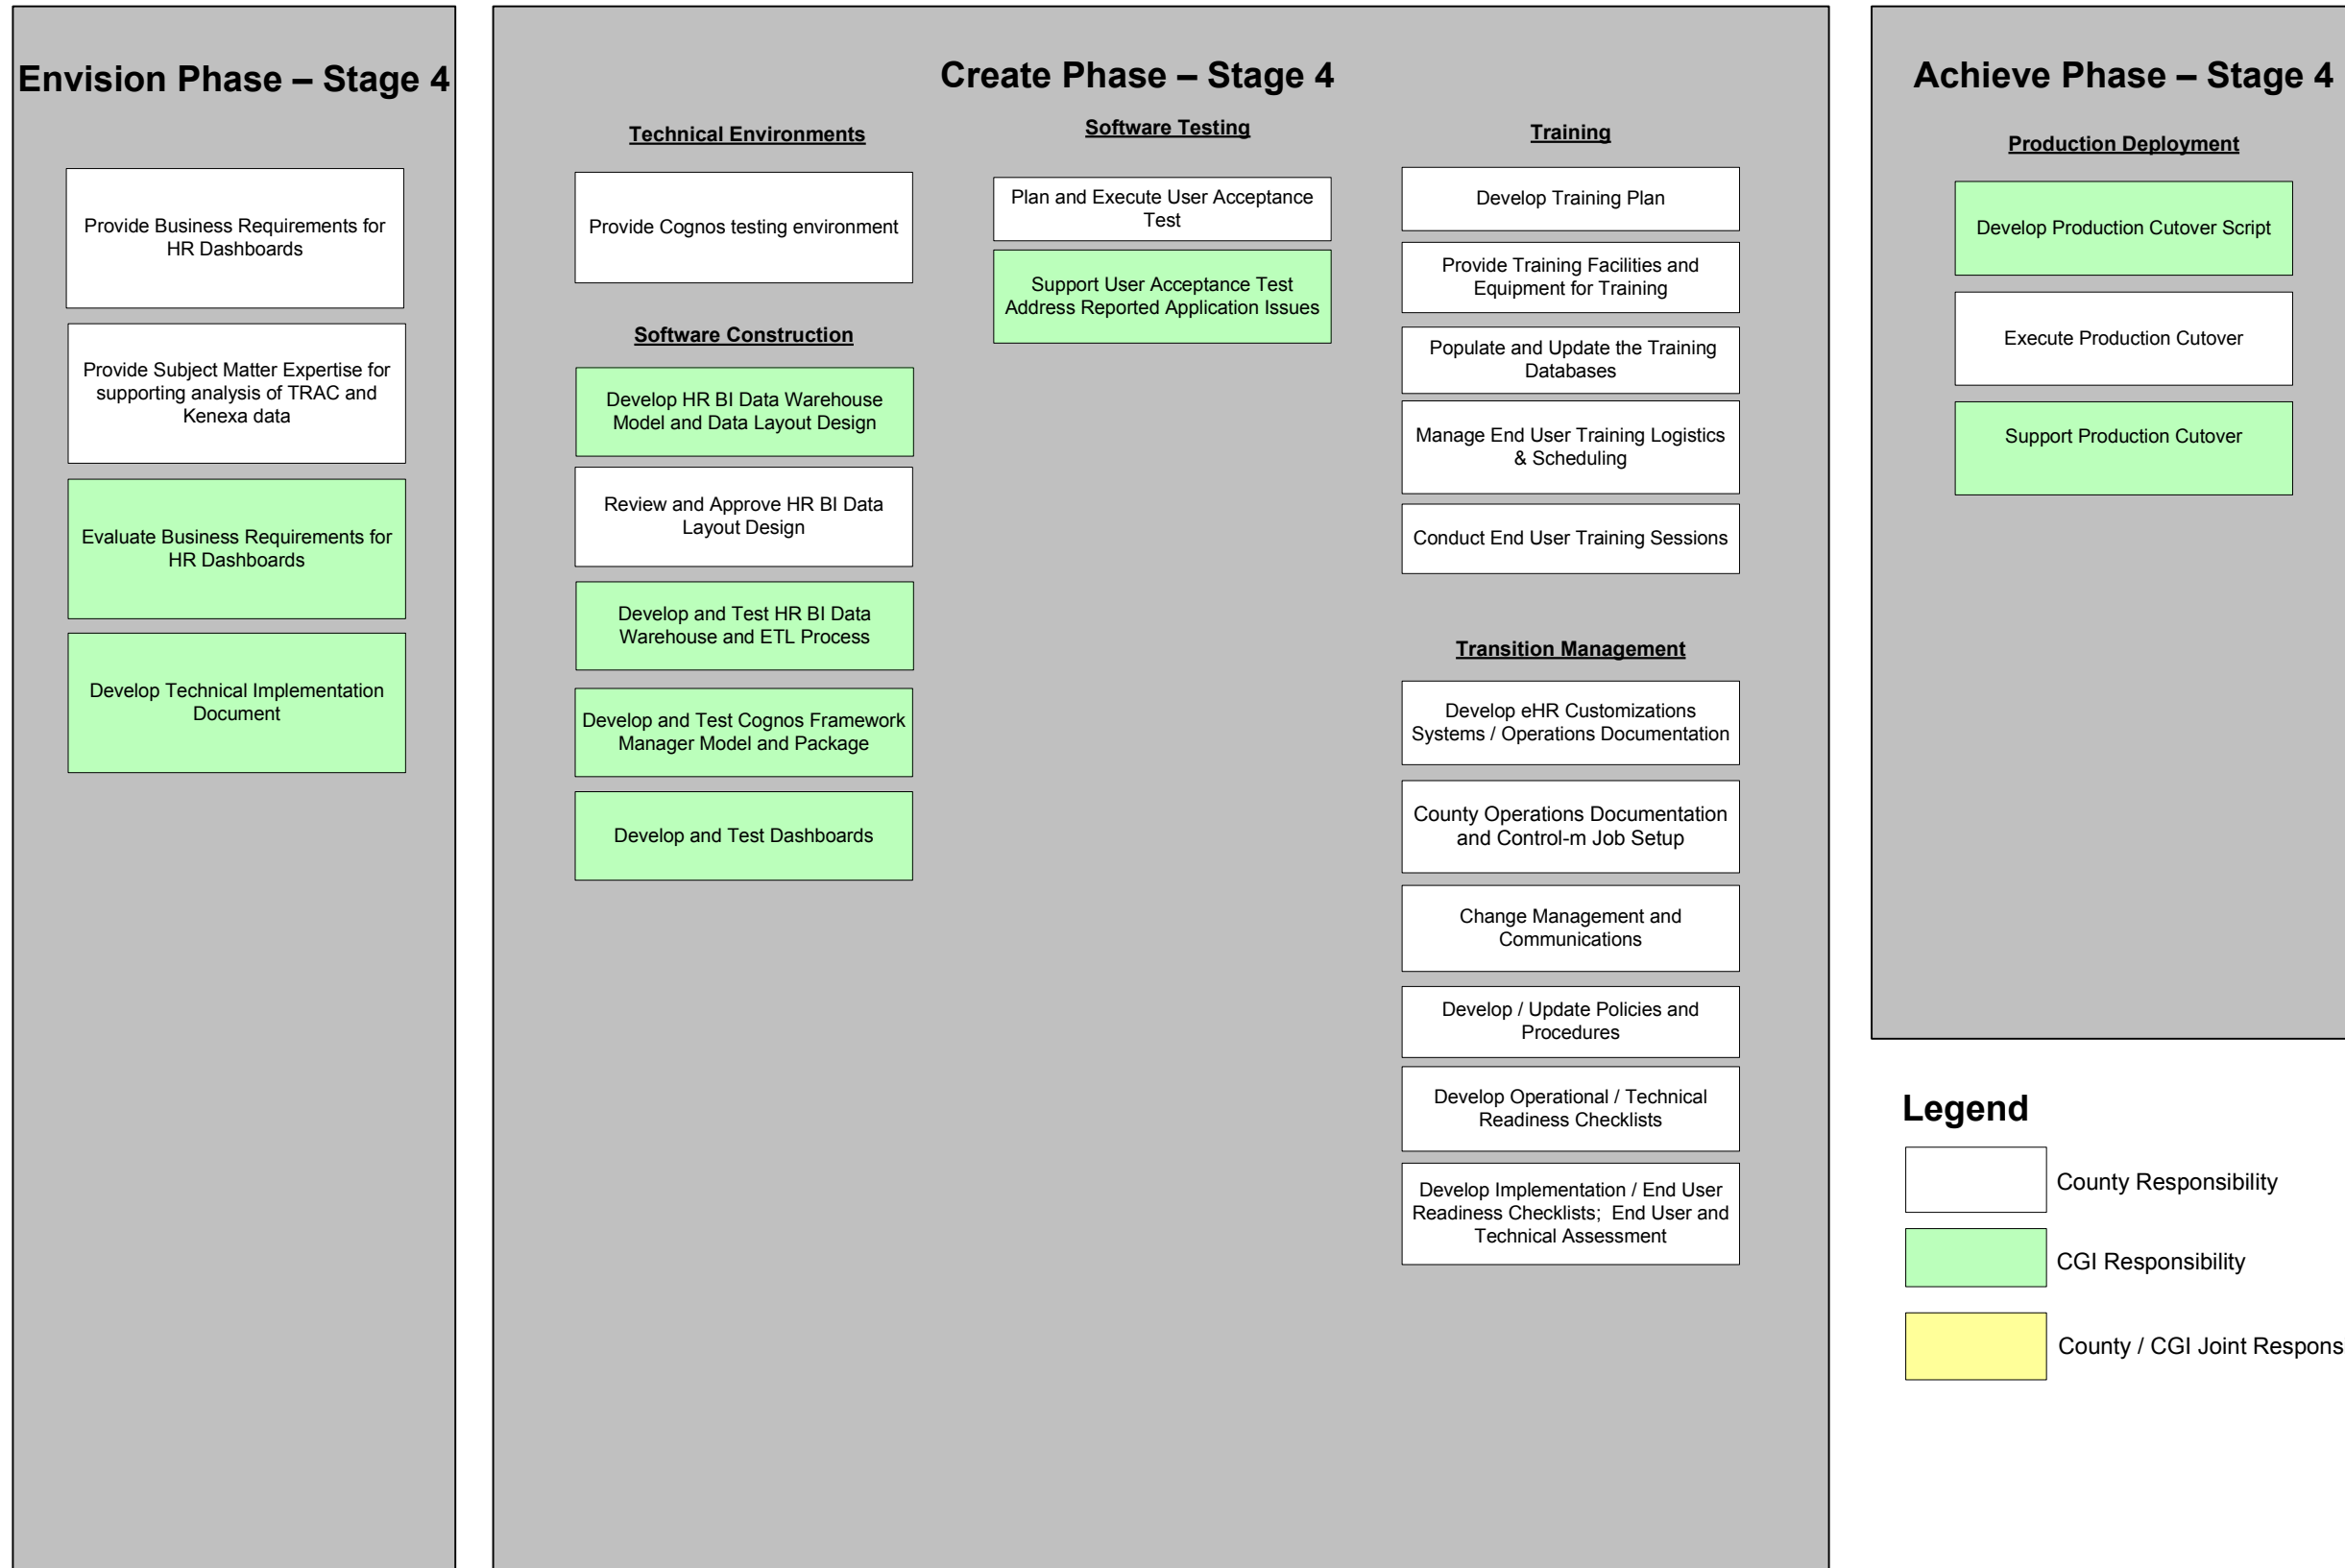 Envision Phase – Stage 4
Provide Business Requirements for
HR Dashboards
Provide Subject Matter Expertise for
supporting analysis of TRAC and
Kenexa data
Evaluate Business Requirements for
HR Dashboards
Develop Technical Implementation
Document
Create Phase – Stage 4
Technical Environments
Provide Cognos testing environment
Software Construction
Develop HR BI Data Warehouse
Model and Data Layout Design
Review and Approve HR BI Data
Layout Design
Develop and Test HR BI Data
Warehouse and ETL Process
Develop and Test Cognos Framework
Manager Model and Package
Develop and Test Dashboards
Software Testing
Plan and Execute User Acceptance
Test
Support User Acceptance Test
Address Reported Application Issues
Training
Develop Training Plan
Provide Training Facilities and
Equipment for Training
Populate and Update the Training
Databases
Manage End User Training Logistics
& Scheduling
Conduct End User Training Sessions
Transition Management
Develop eHR Customizations
Systems / Operations Documentation
County Operations Documentation
and Control-m Job Setup
Change Management and
Communications
Develop / Update Policies and
Procedures
Develop Operational / Technical
Readiness Checklists
Develop Implementation / End User
Readiness Checklists; End User and
Technical Assessment
Achieve Phase – Stage 4
Production Deployment
Develop Production Cutover Script
Execute Production Cutover
Support Production Cutover
Legend
County Responsibility
CGI Responsibility
County / CGI Joint Respons